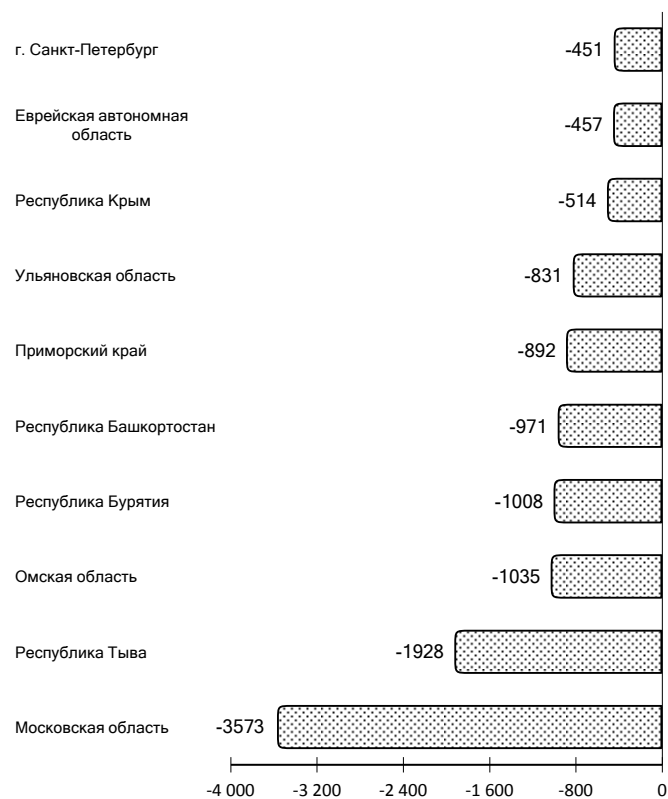 г. Санкт-Петербург -451
Еврейская автономная
область -457
Республика Крым -514
Ульяновская область -831
Приморский край -892
Республика Башкортостан -971
Республика Бурятия -1008
Омская область -1035
Республика Тыва -1928
Московская область -3573
-4 000 -3 200 -2 400 -1 600 -800 0